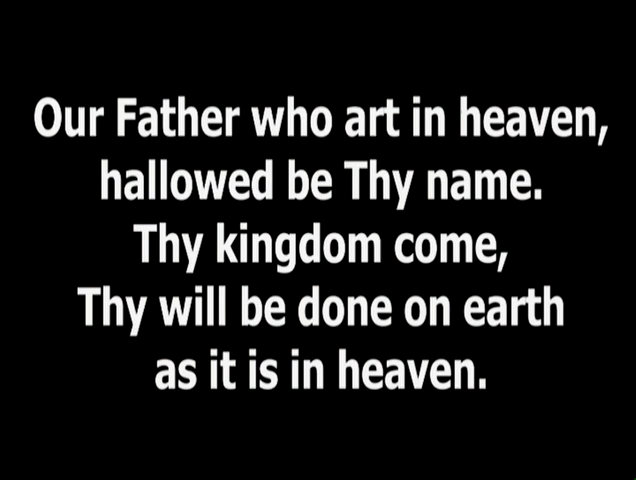 Our Father who art in heaven,
hallowed be Thy name.
Thy kingdom come,
Thy will be done on earth
as it is in heaven.